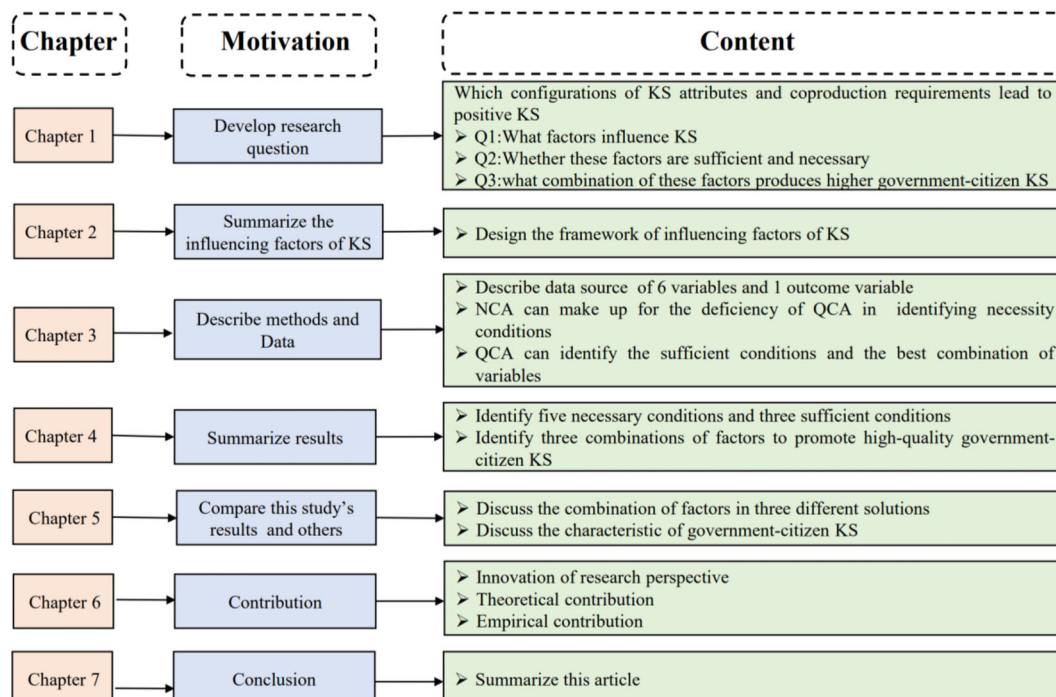 Chapter
Motivation
Content
Chapter 1
Develop research
question
Which configurations of KS attributes and coproduction requirements lead to
positive KS
➤ Q1:What factors influence KS
➤ Q2:Whether these factors are sufficient and necessary
➤ Q3:what combination of these factors produces higher government-citizen KS
Chapter 2
Summarize the
influencing factors of KS
➤ Design the framework of influencing factors of KS
Chapter 3
Describe methods and
Data
➤ Describe data source of 6 variables and 1 outcome variable
➤ NCA can make up for the deficiency of QCA in identifying necessity
conditions
➤ QCA can identify the sufficient conditions and the best combination of
variables
Chapter 4
Summarize results
➤ Identify five necessary conditions and three sufficient conditions
➤ Identify three combinations of factors to promote high-quality government-
citizen KS
Chapter 5
Compare this study's
results and others
➤ Discuss the combination of factors in three different solutions
➤ Discuss the characteristic of government-citizen KS
Chapter 6
Contribution
➤ Innovation of research perspective
➤ Theoretical contribution
➤ Empirical contribution
Chapter 7
Conclusion
➤ Summarize this article